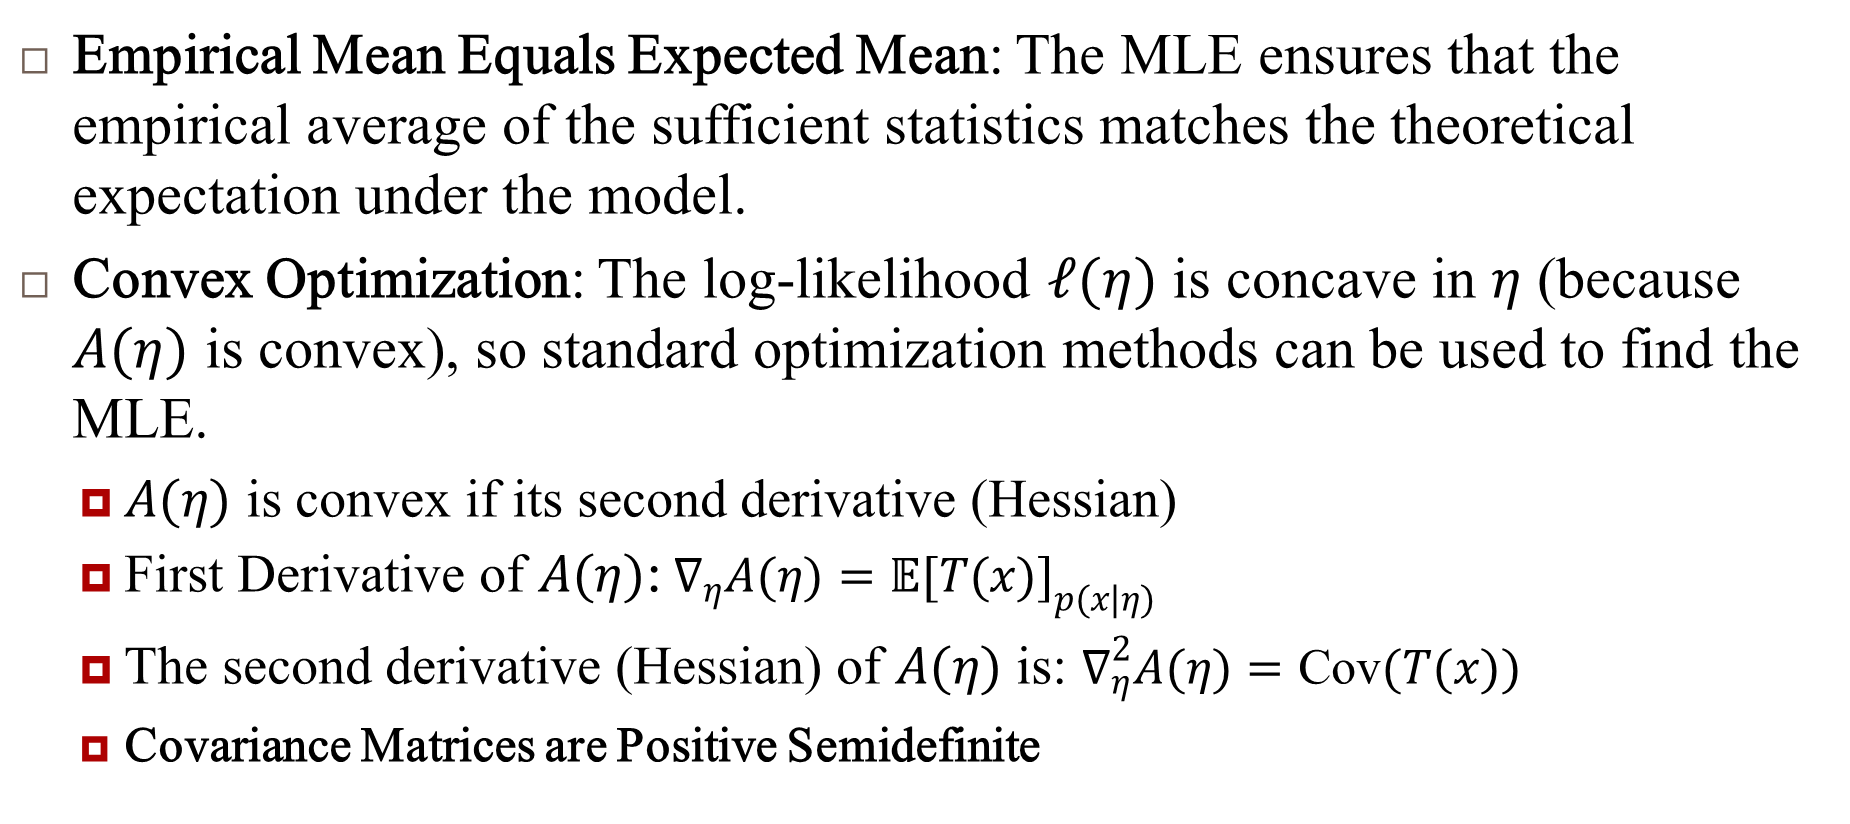 Empirical Mean Equals Expected Mean: The MLE ensures that the
empirical average of the sufficient statistics matches the theoretical
expectation under the model.
Convex Optimization: The log-likelihood ℓ(η) is concave in η (because
A(η) is convex), so standard optimization methods can be used to find the
MLE.
A(η) is convex if its second derivative (Hessian)
First Derivative of A(η): ∇_η A(η) = 𝔼[T(x)]_{p(x|η)}
The second derivative (Hessian) of A(η) is: ∇²_η A(η) = Cov(T(x))
Covariance Matrices are Positive Semidefinite